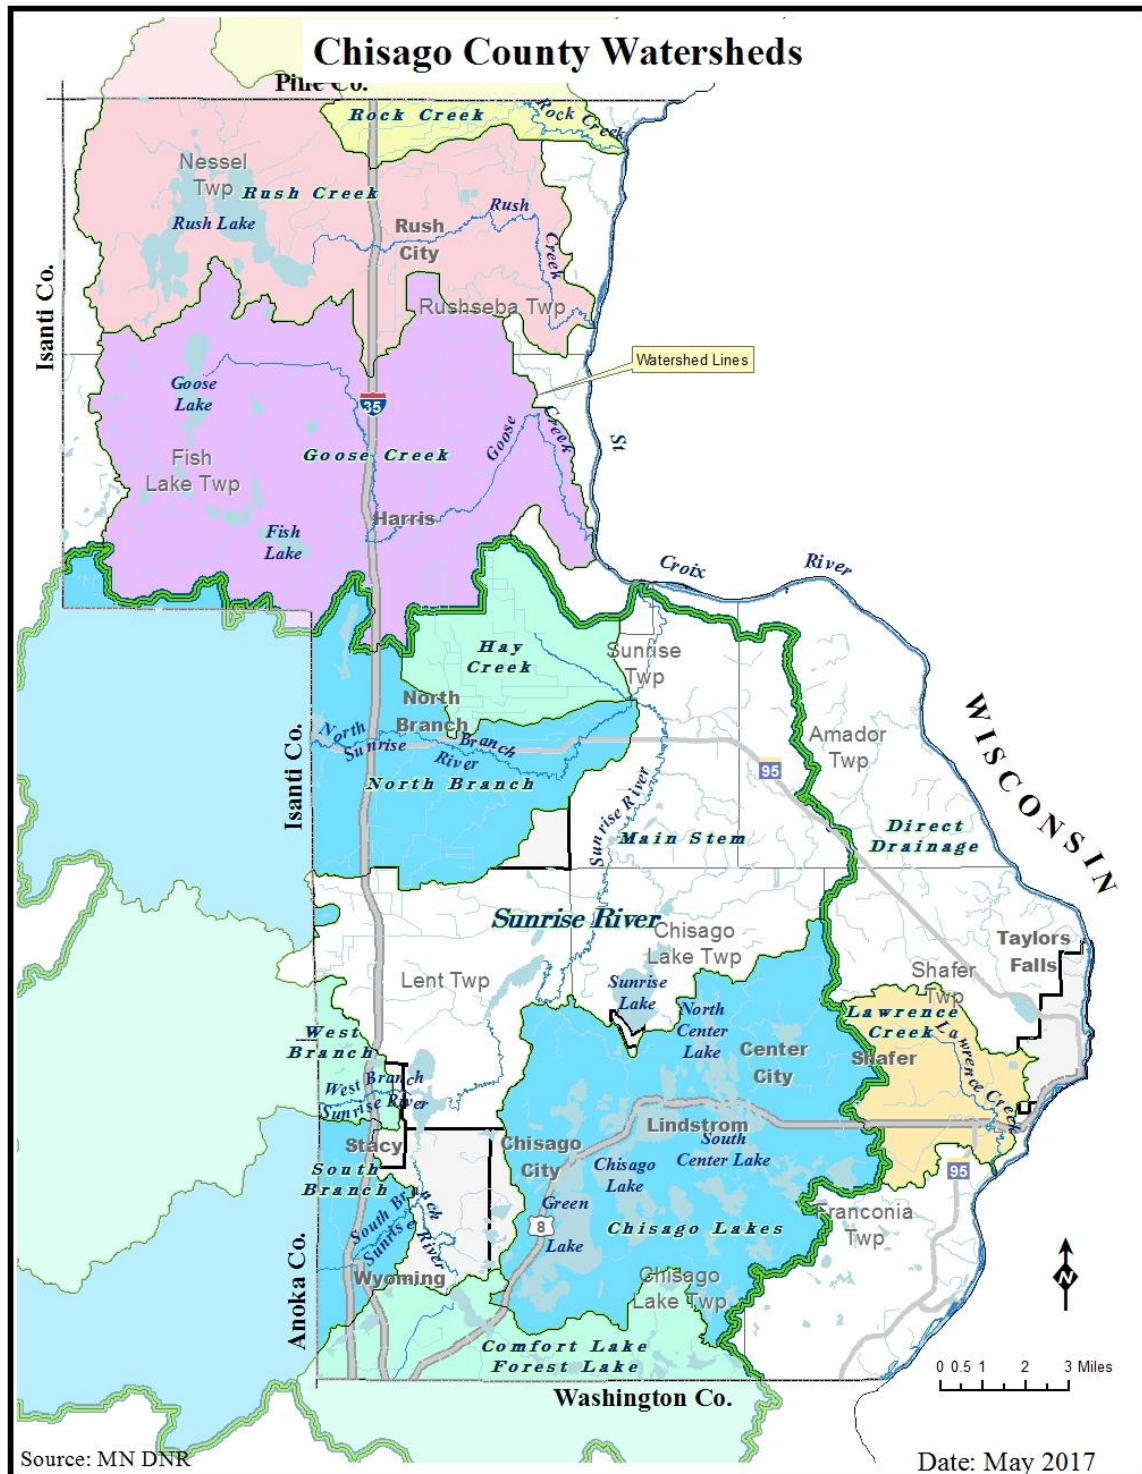 Chisago County Watersheds
Pine Co.
Rock Creek
Rock Creek
Nessel
Twp
Rush Creek
Rush Lake
Rush
Creek
Rush
City
Rushseba Twp
Isanti Co.
Watershed Lines
Goose
Lake
35
Goose
Creek
St.
Goose Creek
Fish
Lake Twp
Harris
Fish
Lake
Croix
River
Hay
Creek
Sunrise
Twp
North
Branch
North Branch
Sunrise River
North Branch
Isanti Co.
Amador
Twp
95
WISCONSIN
Sunrise River
Main Stem
Direct
Drainage
Sunrise River
Chisago
Lake Twp
Lent Twp
Taylors
Falls
Shafer
Twp
Sunrise
Lake
North
Center
Lake
Center
City
Lawrence
Creek
Lawrence Creek
Shafer
West
Branch
West Branch
Sunrise River
Stacy
Chisago
City
Lindstrom
South
Center Lake
Chisago
Lake
South
Branch
South Branch
Sunrise River
Green
Lake
8
95
Franconia
Twp
Chisago Lakes
Wyoming
Chisago
Lake Twp
Anoka Co.
Comfort Lake
Forest Lake
N
0 0.5 1 2 3 Miles
Washington Co.
Source: MN DNR
Date: May 2017